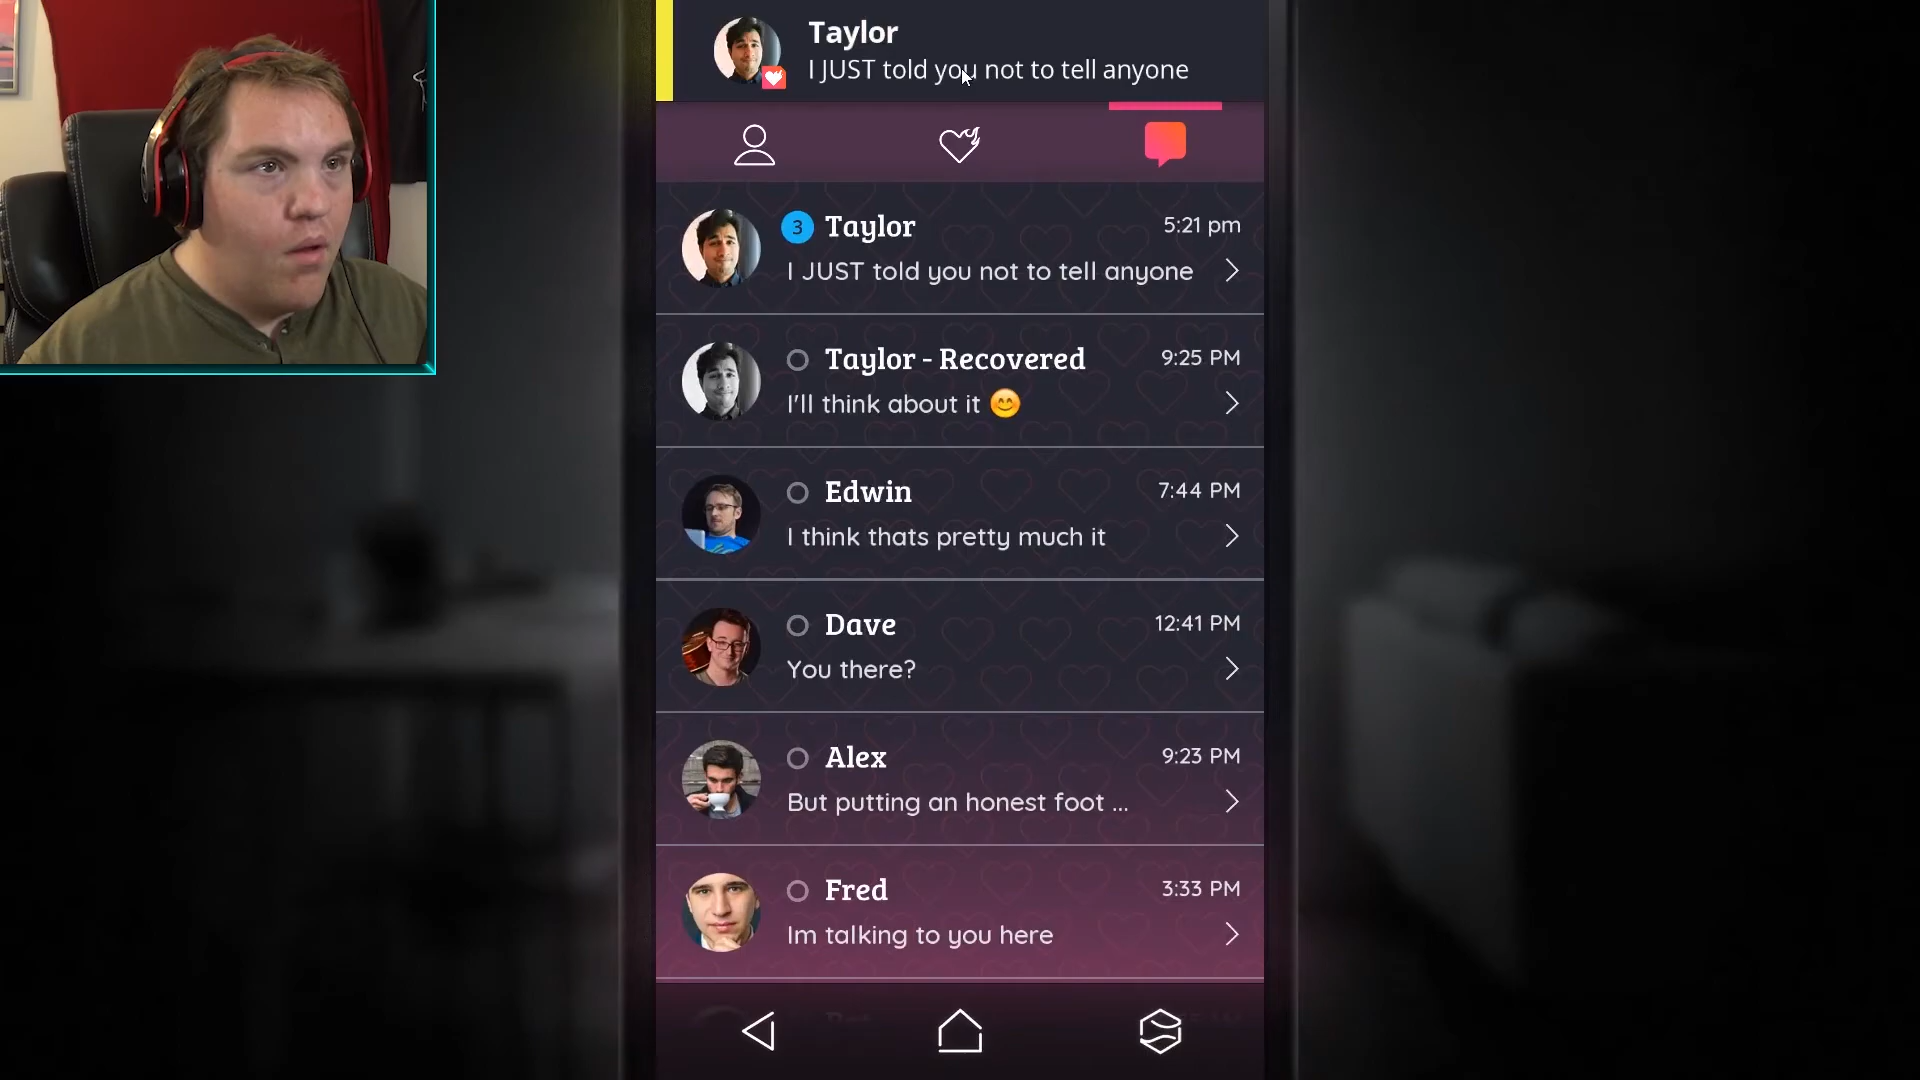 Taylor
I JUST told you not to tell anyone
3 Taylor 5:21 pm
I JUST told you not to tell anyone
Taylor - Recovered 9:25 PM
I'll think about it 😊
Edwin 7:44 PM
I think thats pretty much it
Dave 12:41 PM
You there?
Alex 9:23 PM
But putting an honest foot ...
Fred 3:33 PM
Im talking to you here